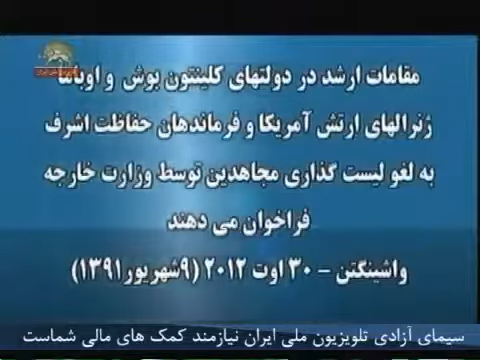 مقامات ارشد در دولتهای کلینتون بوش و اوباما
ژنرالهای ارتش آمریکا و فرماندهان حفاظت اشرف
به لغو لیست گذاری مجاهدین توسط وزارت خارجه
فراخوان می دهند
واشینگتن - ۳۰ اوت ۲۰۱۲ (۹شهریور۱۳۹۱)
سیمای آزادی تلویزیون ملی ایران نیازمند کمک های مالی شماست